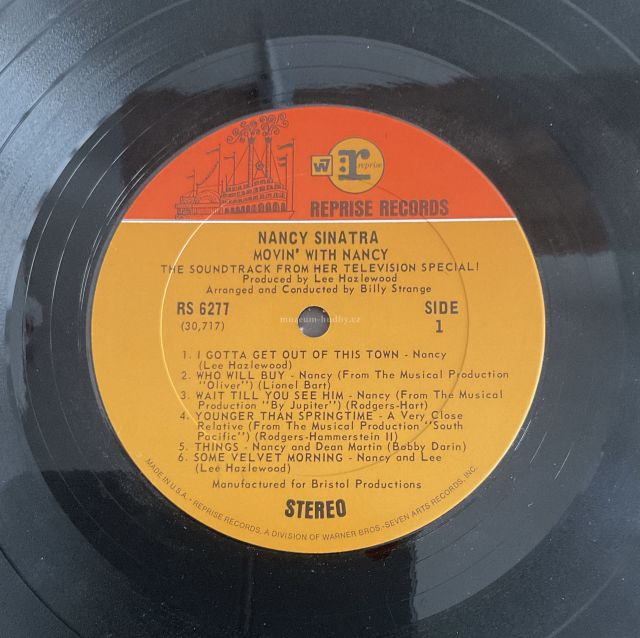 W7 r reprise
REPRISE RECORDS
NANCY SINATRA
MOVIN' WITH NANCY
THE SOUNDTRACK FROM HER TELEVISION SPECIAL!
Produced by Lee Hazlewood
Arranged and Conducted by Billy Strange
RS 6277 SIDE
(30,717) 1
museum-hudby.cz
1. I GOTTA GET OUT OF THIS TOWN - Nancy
(Lee Hazlewood)
2. WHO WILL BUY - Nancy (From The Musical Production
"Oliver") (Lionel Bart)
3. WAIT TILL YOU SEE HIM - Nancy (From The Musical
Production "By Jupiter") (Rodgers-Hart)
4. YOUNGER THAN SPRINGTIME - A Very Close
Relative (From The Musical Production "South
Pacific") (Rodgers-Hammerstein II)
5. THINGS - Nancy and Dean Martin (Bobby Darin)
6. SOME VELVET MORNING - Nancy and Lee
(Lee Hazlewood)
Manufactured for Bristol Productions
STEREO
MADE IN U.S.A. - REPRISE RECORDS, A DIVISION OF WARNER BROS.-SEVEN ARTS RECORDS, INC.